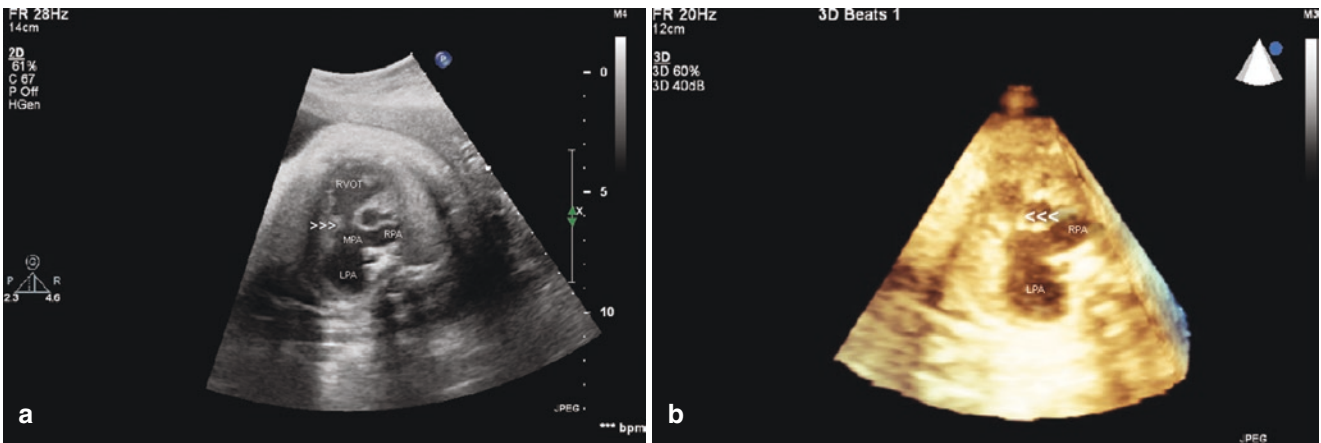 FR 28Hz
14cm
2D
61%
C 67
P Off
HGen
M4
P
0
5
X
10
RVOT
>>>
MPA
RPA
LPA
G
P R
2.3 4.6
JPEG
*** bpm
a
FR 20Hz
12cm
3D Beats 1
3D
3D 60%
3D 40dB
<<<
RPA
LPA
JPEG
b